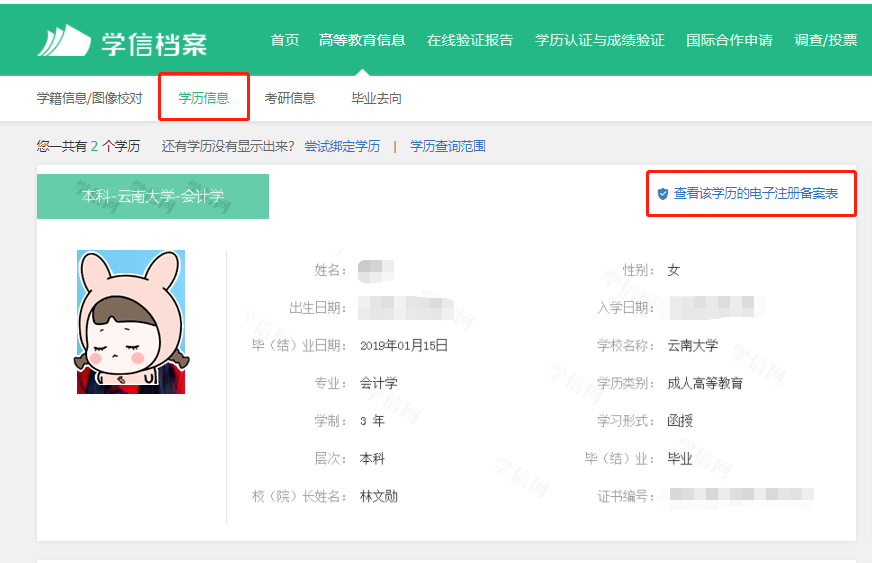 学信档案 首页 高等教育信息 在线验证报告 学历认证与成绩验证 国际合作申请 调查/投票
学籍信息/图像校对 学历信息 考研信息 毕业去向
您一共有 2 个学历 还有学历没有显示出来? 尝试绑定学历 | 学历查询范围
本科-云南大学-会计学 查看该学历的电子注册备案表
姓名: 性别: 女
出生日期: 入学日期:
毕（结）业日期: 2019年01月15日 学校名称: 云南大学
专业: 会计学 学历类别: 成人高等教育
学制: 3 年 学习形式: 函授
层次: 本科 毕（结）业: 毕业
校（院）长姓名: 林文勋 证书编号:
学信网